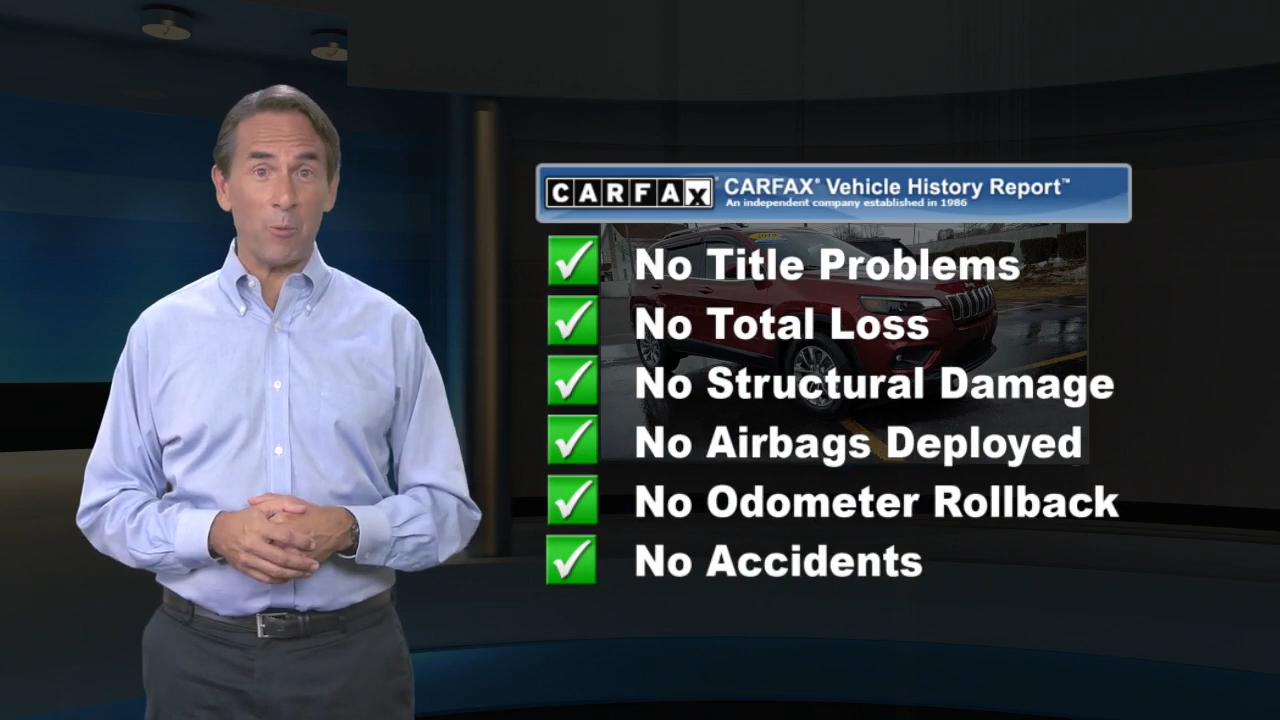 CARFAX® CARFAX® Vehicle History Report™
An independent company established in 1986
No Title Problems
No Total Loss
No Structural Damage
No Airbags Deployed
No Odometer Rollback
No Accidents